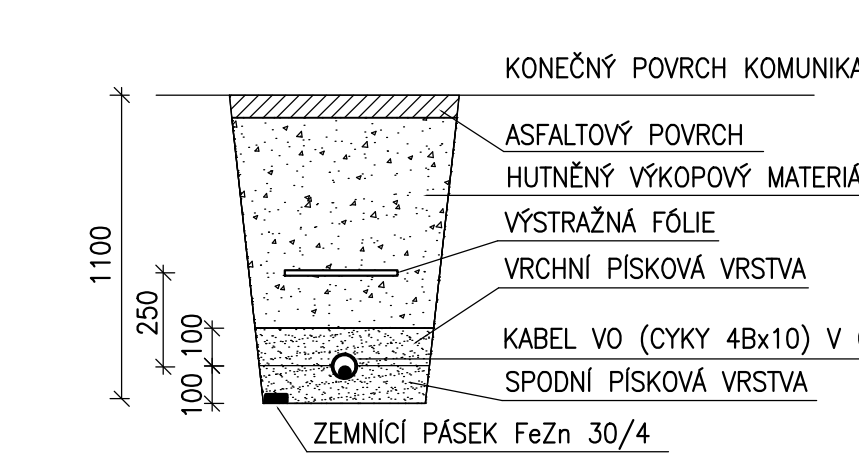 KONEČNÝ POVRCH KOMUNIKA
ASFALTOVÝ POVRCH
HUTNĚNÝ VÝKOPOVÝ MATERIÁ
VÝSTRAŽNÁ FÓLIE
VRCHNÍ PÍSKOVÁ VRSTVA
KABEL VO (CYKY 4Bx10) V
SPODNÍ PÍSKOVÁ VRSTVA
ZEMNÍCÍ PÁSEK FeZn 30/4
1100
250
100
100